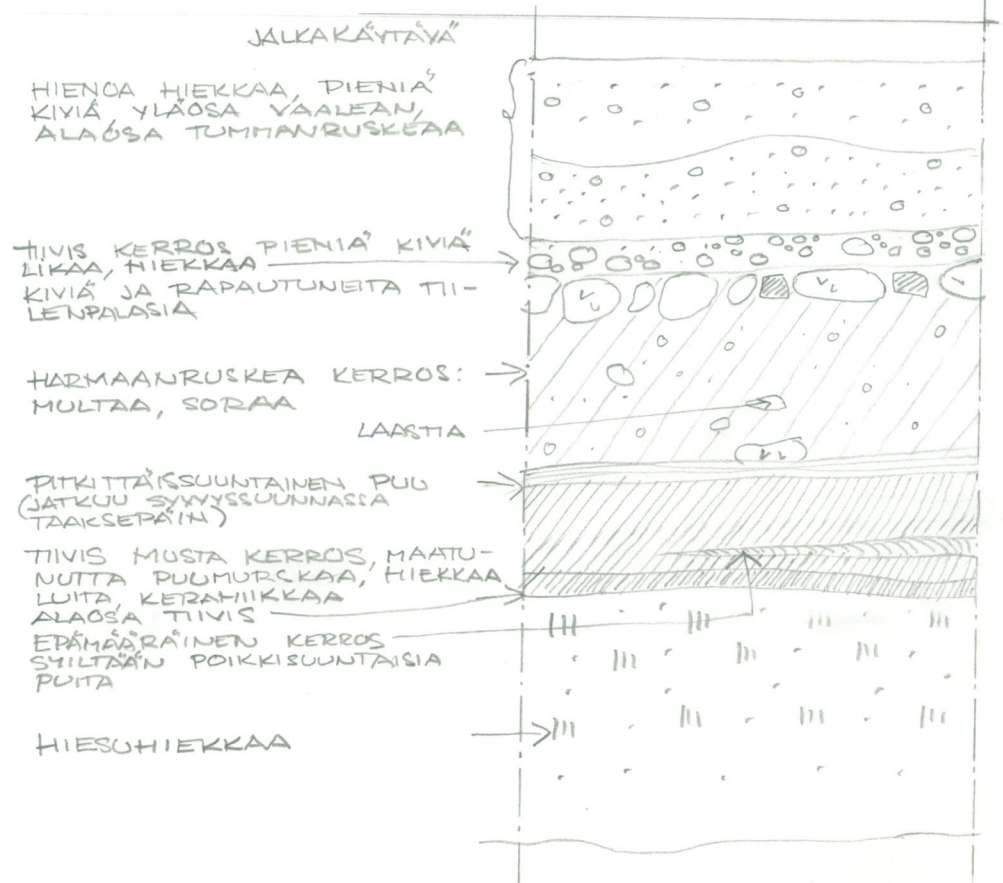 JALKAKÄYTÄVÄ
HIENOA HIEKKAA, PIENIÄ
KIVIÄ, YLÄOSA VAALEAN,
ALAOSA TUMMANRUSKEAA
TIIVIS KERROS PIENIÄ KIVIÄ
LIKAA, HIEKKAA
KIVIÄ JA RAPAUTUNEITA TII-
LENPALASIA
HARMAANRUSKEA KERROS:
MULTAA, SORAA
LAASTIA
PITKITTÄISSUUNTAINEN PUU
(JATKUU SYVYYSSUUNNASSA
TAAKSEPÄIN)
TIIVIS MUSTA KERROS, MAATU-
NUTTA PUUMURSKAA, HIEKKAA
LUITA, KERAMIIKKAA
ALAOSA TIIVIS
EPÄMÄÄRÄINEN KERROS
SYILTÄÄN POIKKISUUNTAISIA
PUITA
HIESUHIEKKAA